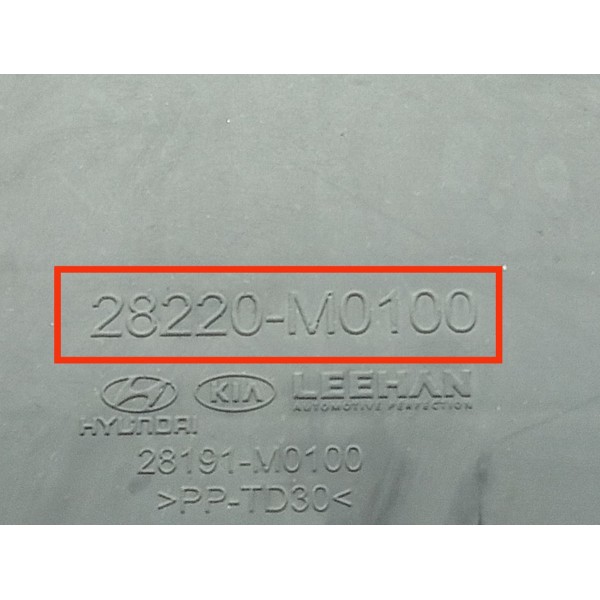 28220-M0100
HYUNDAI KIA LEEHAN
AUTOMOTIVE PERFECTION
28191-M0100
>PP-TD30<